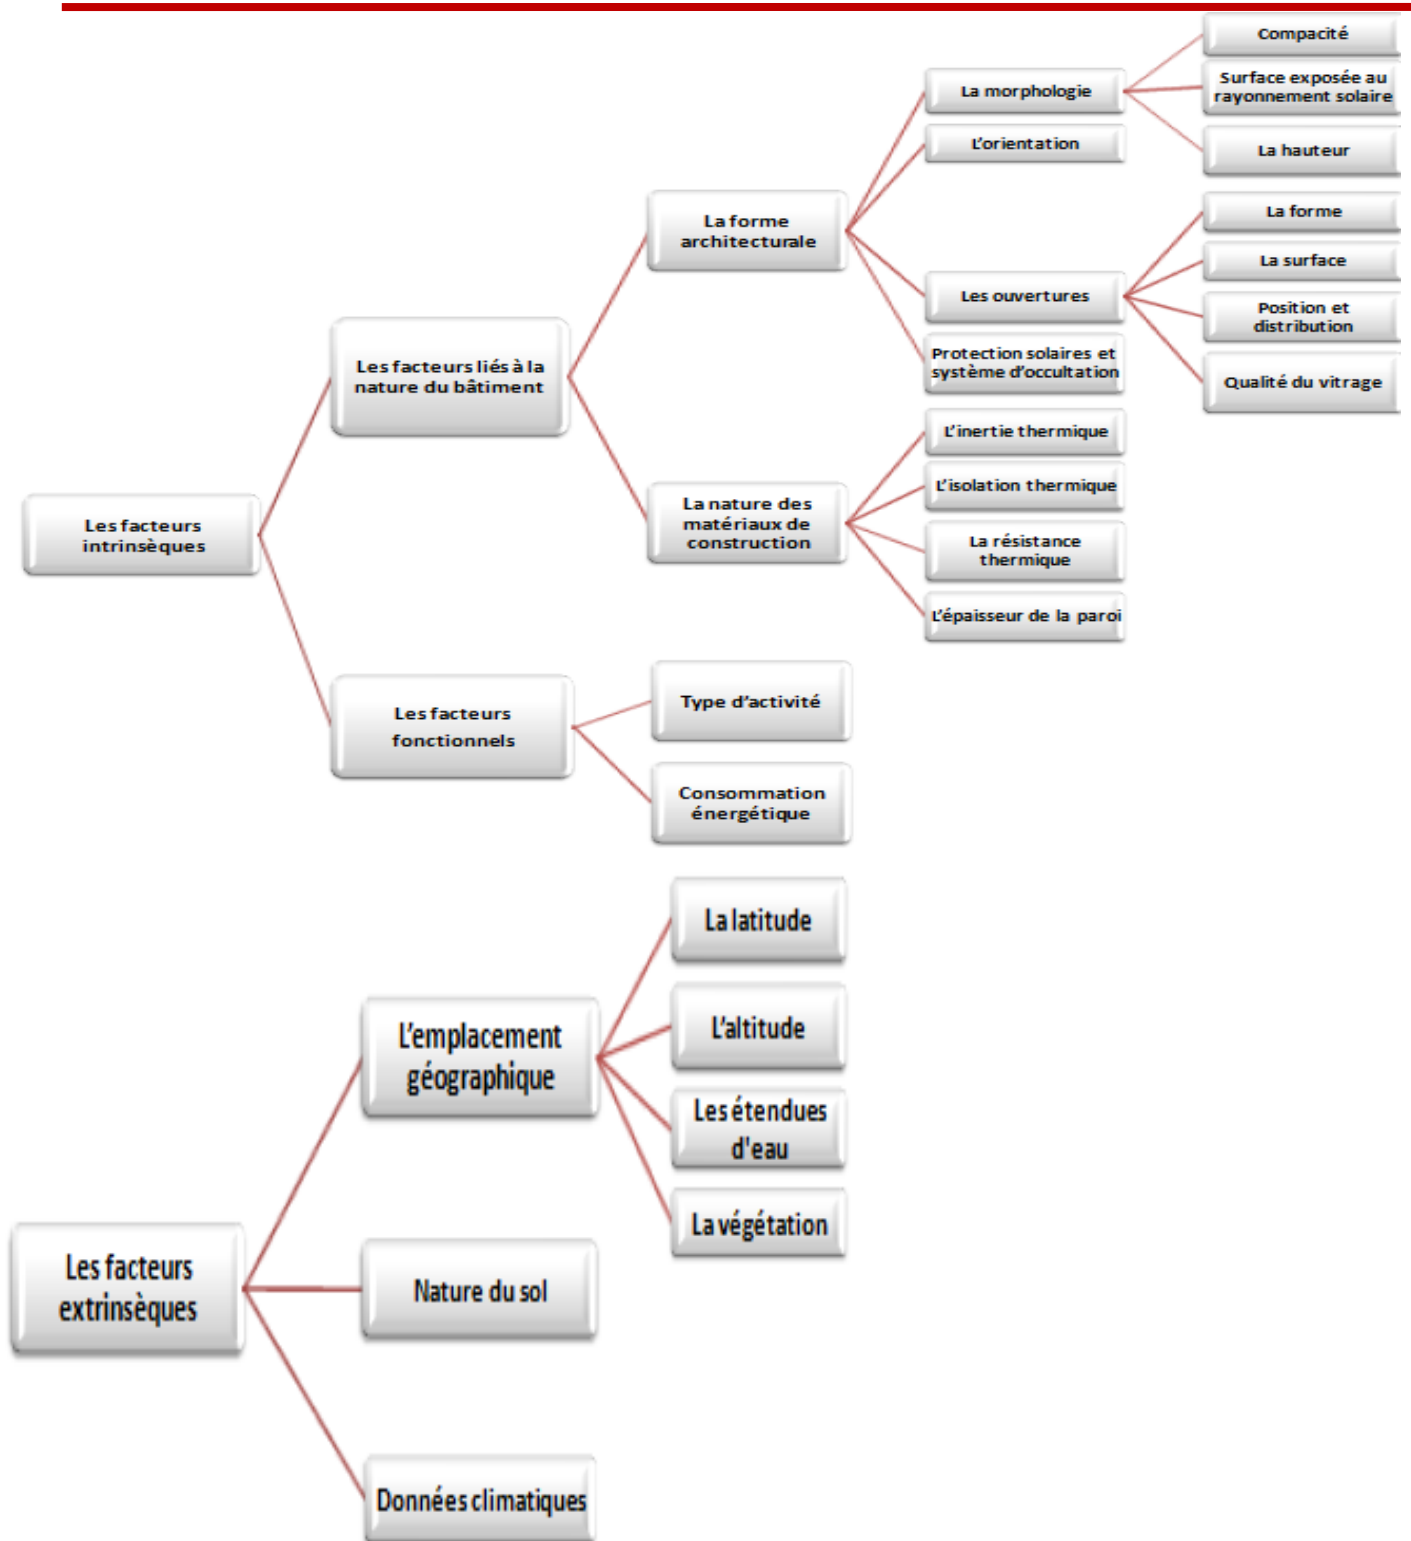 Compacité
La morphologie
Surface exposée au
rayonnement solaire
L'orientation
La hauteur
La forme
architecturale
La forme
La surface
Les ouvertures
Position et
distribution
Protection solaires et
système d'occultation
Qualité du vitrage
Les facteurs liés à la
nature du bâtiment
L'inertie thermique
L'isolation thermique
La nature des
matériaux de
construction
La résistance
thermique
L'épaisseur de la paroi
Les facteurs
intrinsèques
Les facteurs
fonctionnels
Type d'activité
Consommation
énergétique
La latitude
L'emplacement
géographique
L'altitude
Les étendues
d'eau
La végétation
Les facteurs
extrinsèques
Nature du sol
Données climatiques